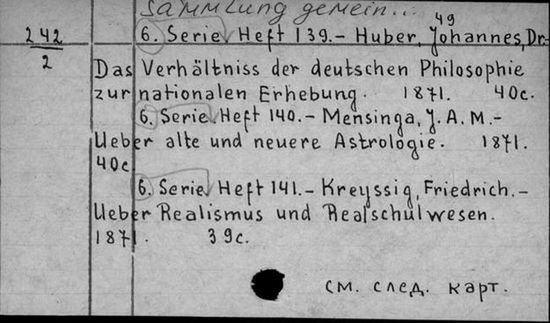 Sammlung gemein...
49
242
6. Serie Heft 139.- Huber, Johannes, Dr.-
2
Das Verhältniss der deutschen Philosophie
zur nationalen Erhebung. 1871. 40c.
6. Serie Heft 140.- Mensinga, J. A. M.-
Ueber alte und neuere Astrologie. 1871.
40c
6. Serie Heft 141.- Kreyssig, Friedrich.-
Ueber Realismus und Realschulwesen.
1871. 39c.
см. след. карт.